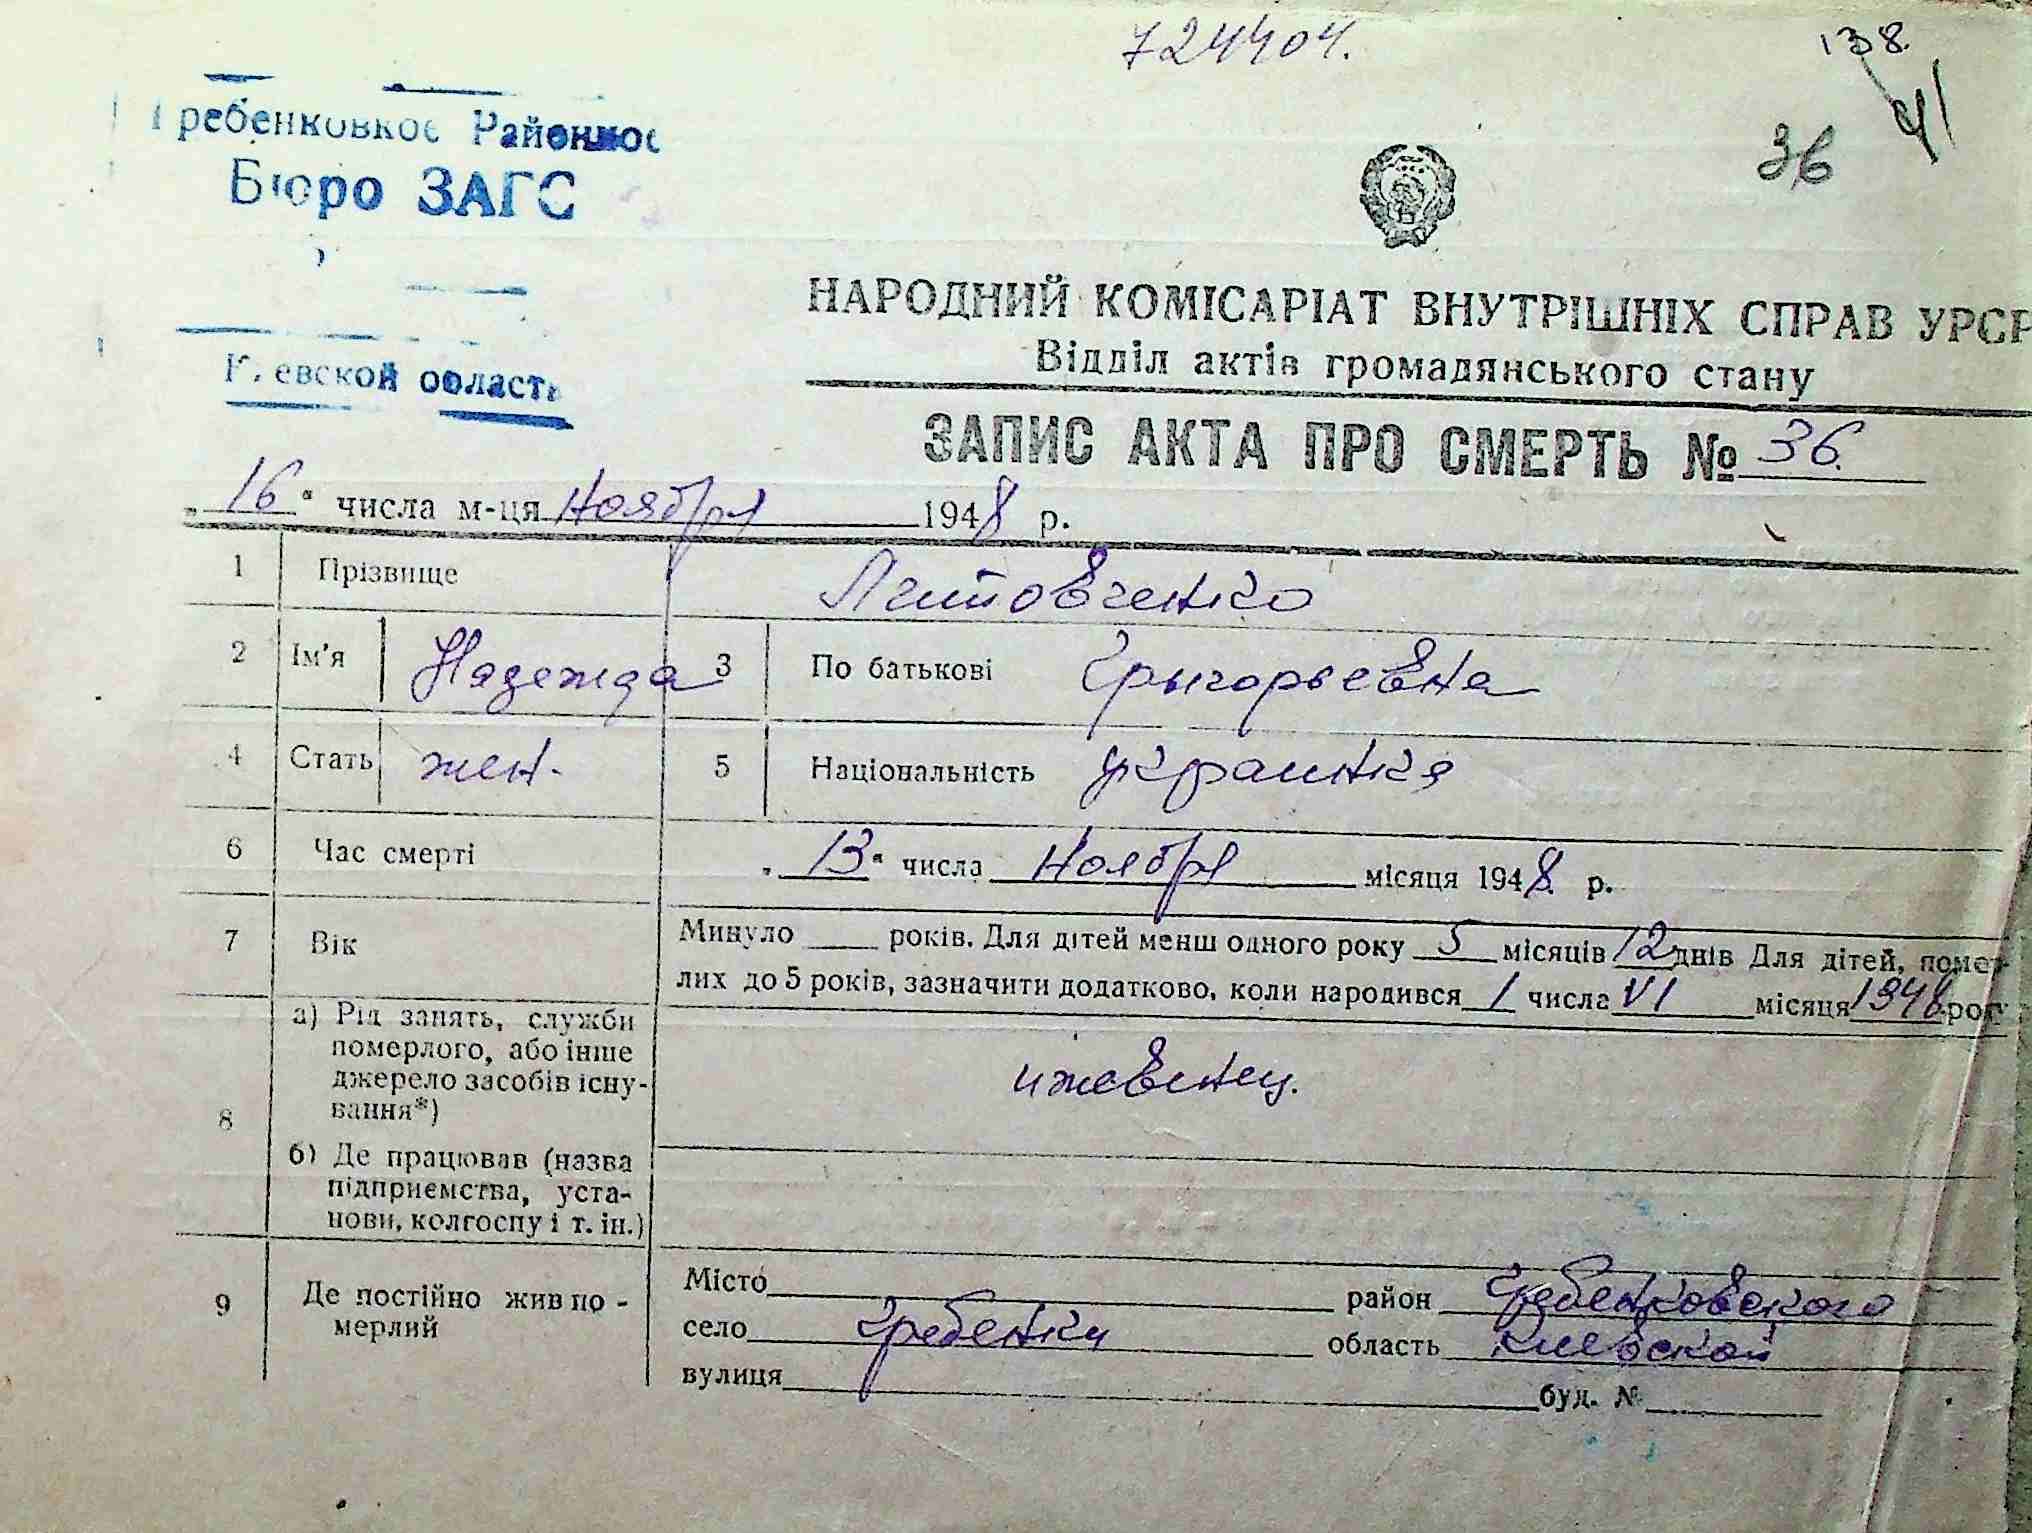 724404.
138.
41
36
Гребенковское Районное
Бюро ЗАГС
Киевской области
НАРОДНИЙ КОМІСАРІАТ ВНУТРІШНІХ СПРАВ УРСР
Відділ актів громадянського стану
ЗАПИС АКТА ПРО СМЕРТЬ № 36.
„16“ числа м-ця Ноября 1948 р.
1 Прізвище Литовченко
2 Ім'я Надежда 3 По батькові Григорьевна
4 Стать жен. 5 Національність украинка
6 Час смерті „13“ числа Ноября місяця 1948. р.
7 Вік Минуло ____ років. Для дітей менш одного року 5 місяців 12 днів Для дітей, помер-
лих до 5 років, зазначити додатково, коли народився 1 числа VI місяця 1948. року
8 а) Рід занять, служби
померлого, або інше
джерело засобів існу-
вання*)
ижевенец.
б) Де працював (назва
підприємства, уста-
нови, колгоспу і т. ін.)
9 Де постійно жив по-
мерлий
Місто район Гребенковского
село Гребенки область Киевской
вулиця буд. №